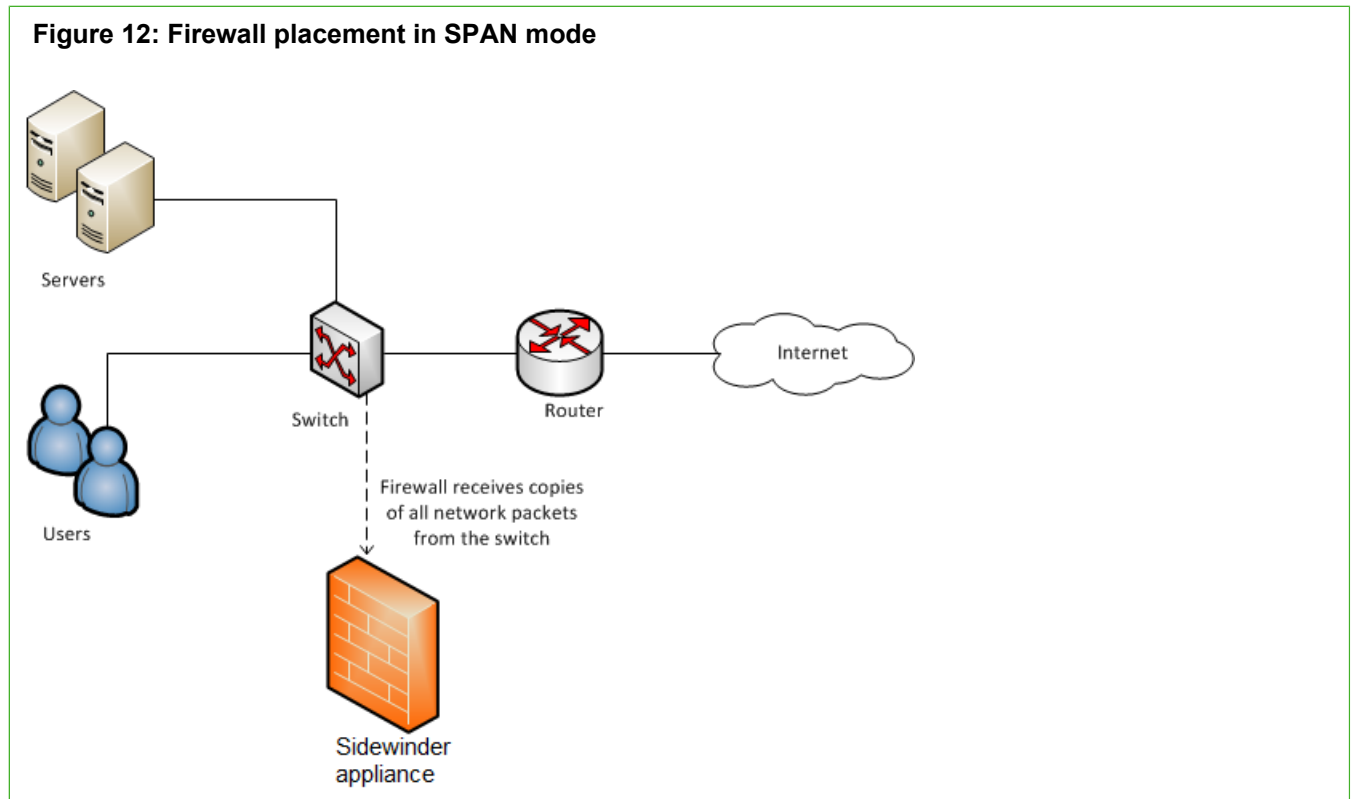 Figure 12: Firewall placement in SPAN mode
Servers
Internet
Switch
Router
Firewall receives copies
of all network packets
from the switch
Users
Sidewinder
appliance